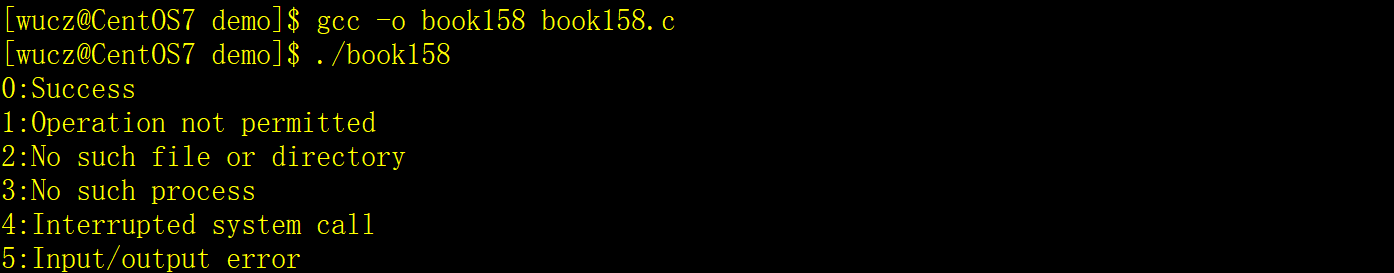 [wucz@CentOS7 demo]$ gcc -o book158 book158.c
[wucz@CentOS7 demo]$ ./book158
0:Success
1:Operation not permitted
2:No such file or directory
3:No such process
4:Interrupted system call
5:Input/output error